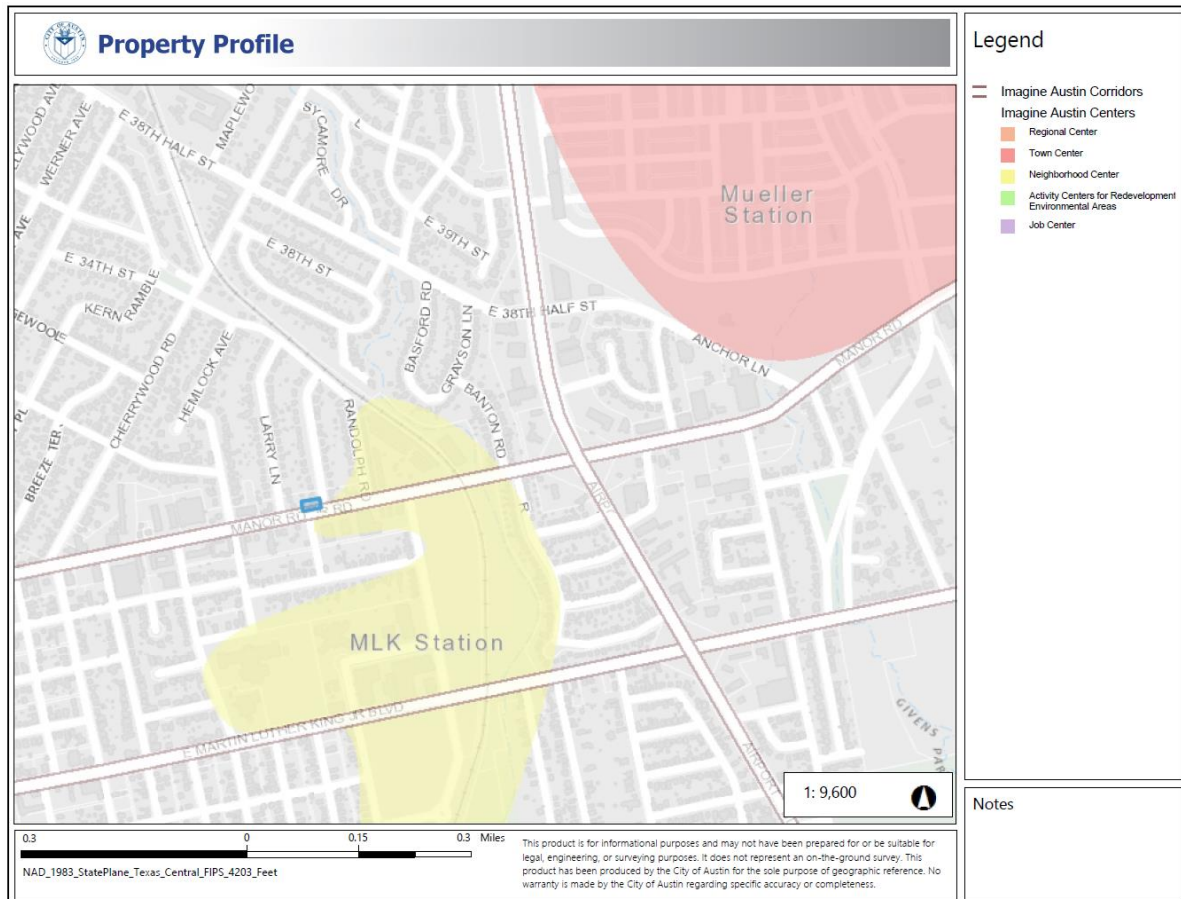 CITY OF AUSTIN
Property Profile
Legend
Imagine Austin Corridors
Imagine Austin Centers
Regional Center
Town Center
Neighborhood Center
Activity Centers for Redevelopment
Environmental Areas
Job Center
WERNER AVE
E 38TH HALF ST
SYCAMORE DR
E 39TH ST
E 38TH ST
E 34TH ST
KERN RAMBLE
CHERRYWOOD RD
HEMLOCK AVE
LARRY LN
RANDOLPH RD
BASFORD RD
GRAYSON LN
BANTON RD
E 38TH HALF ST
ANCHOR LN
MANOR RD
Mueller
Station
BREEZE TER
MANOR RD
RD
MLK Station
E MARTIN LUTHER KING JR BLVD
AIRPORT
GIVENS
1: 9,600
Notes
0.3 0 0.15 0.3 Miles
NAD_1983_StatePlane_Texas_Central_FIPS_4203_Feet
This product is for informational purposes and may not have been prepared for or be suitable for
legal, engineering, or surveying purposes. It does not represent an on-the-ground survey. This
product has been produced by the City of Austin for the sole purpose of geographic reference. No
warranty is made by the City of Austin regarding specific accuracy or completeness.